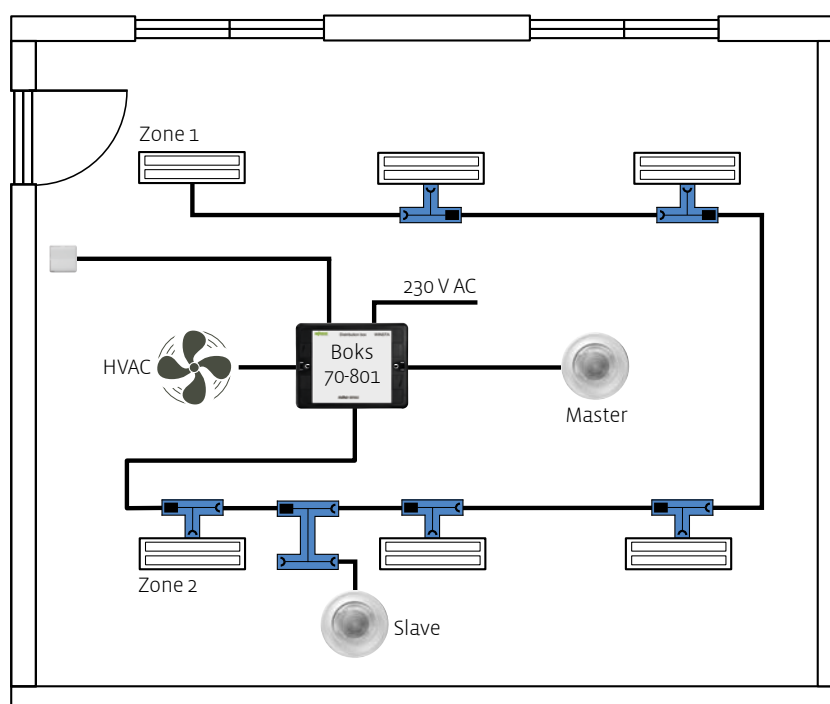 Zone 1
230 V AC
HVAC
Boks
70-801
Master
Zone 2
Slave